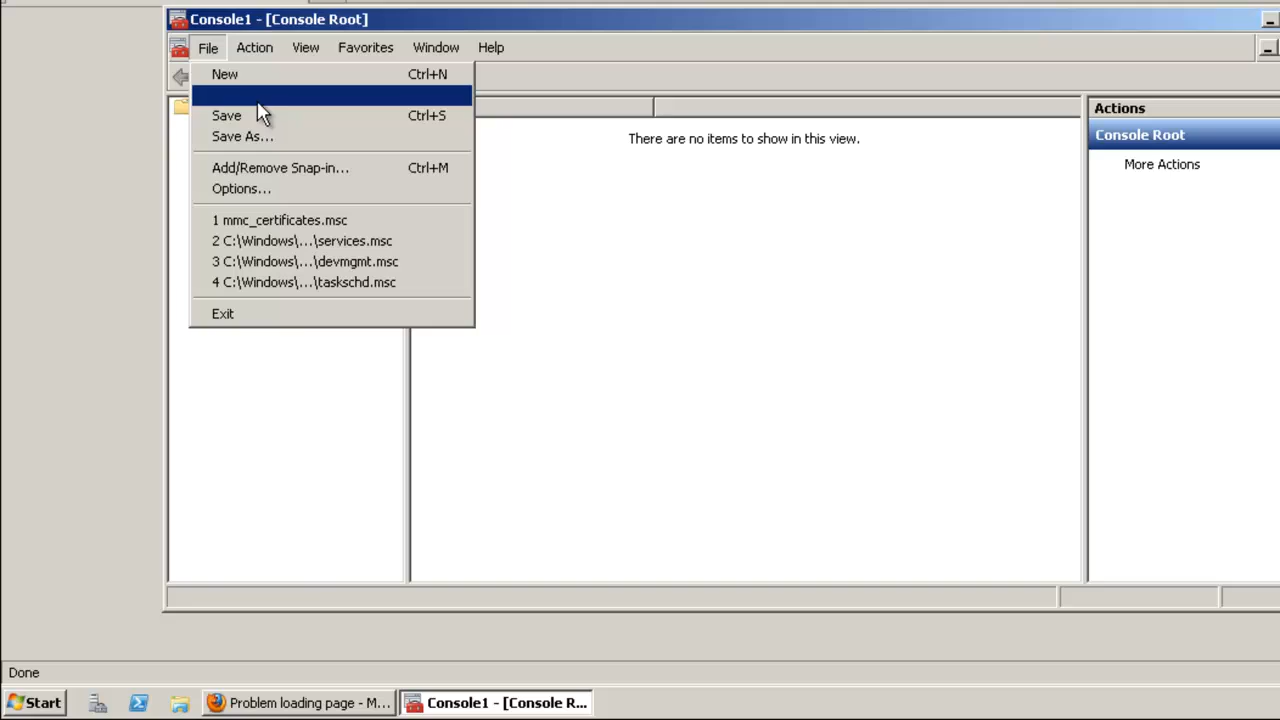 Console1 - [Console Root]
File Action View Favorites Window Help
New Ctrl+N
Save Ctrl+S
Save As...
Add/Remove Snap-in... Ctrl+M
Options...
1 mmc_certificates.msc
2 C:\Windows\...\services.msc
3 C:\Windows\...\devmgmt.msc
4 C:\Windows\...\taskschd.msc
Exit
There are no items to show in this view.
Actions
Console Root
More Actions
Done
Start
Problem loading page - M...
Console1 - [Console R...